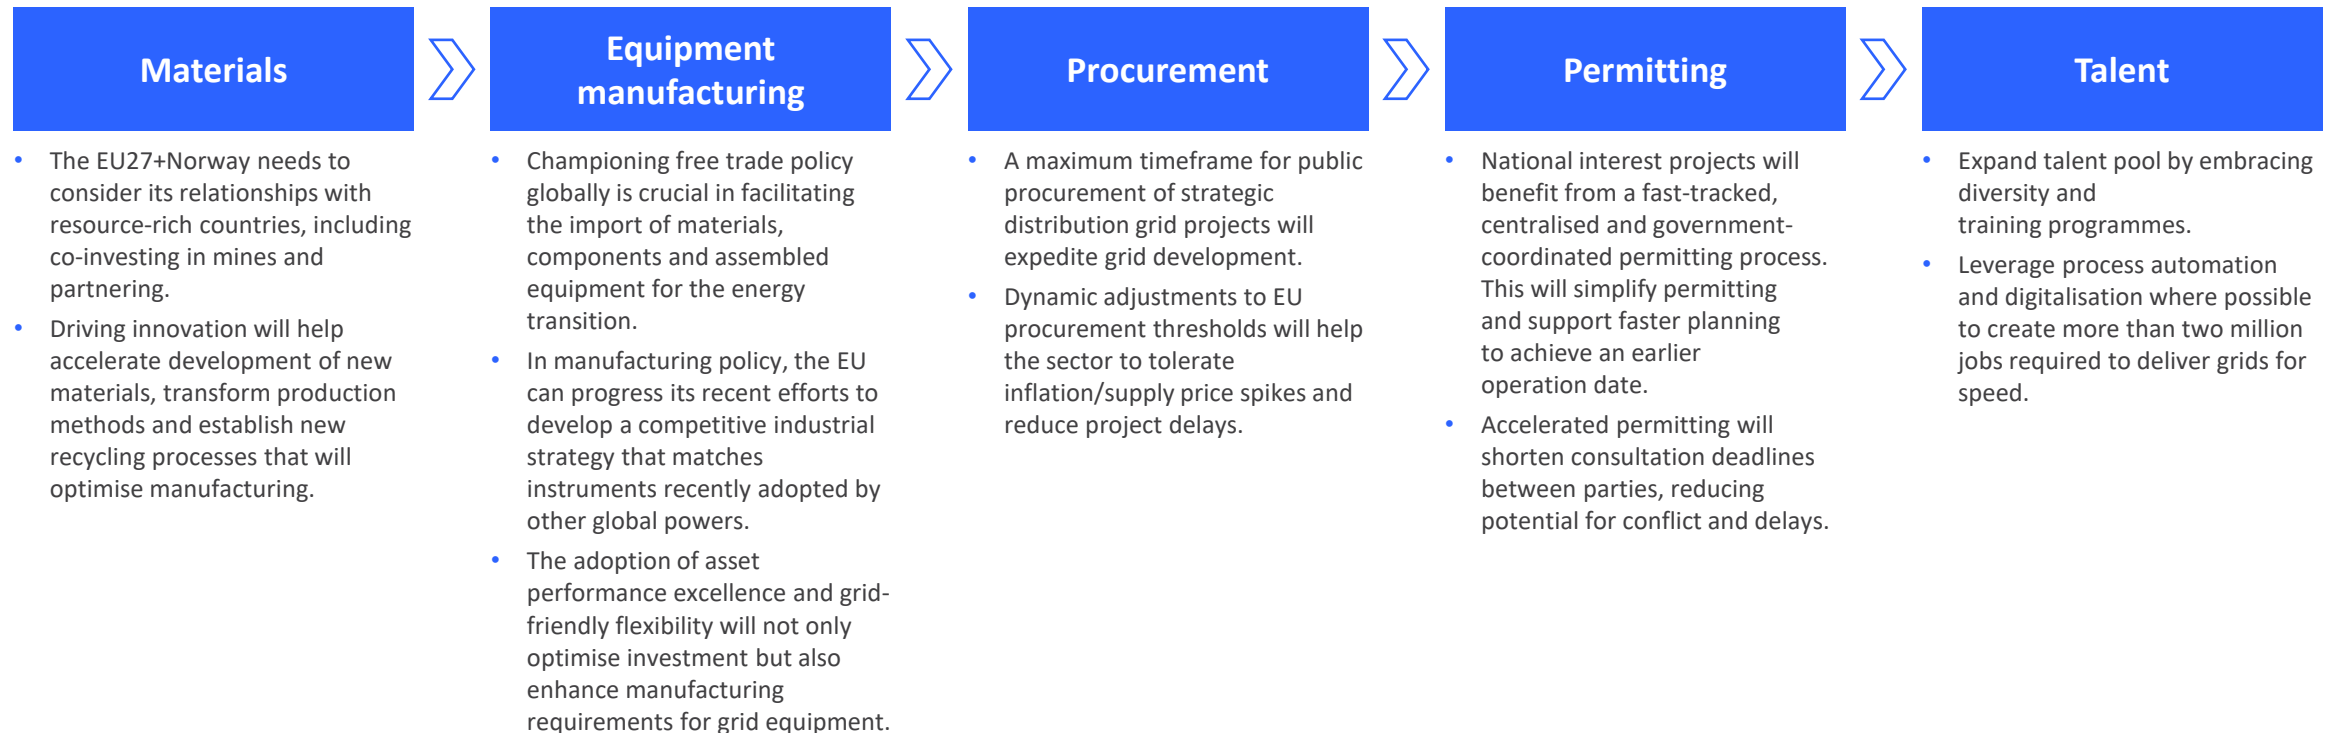 Materials
• The EU27+Norway needs to
consider its relationships with
resource-rich countries, including
co-investing in mines and
partnering.
• Driving innovation will help
accelerate development of new
materials, transform production
methods and establish new
recycling processes that will
optimise manufacturing.
Equipment
manufacturing
• Championing free trade policy
globally is crucial in facilitating
the import of materials,
components and assembled
equipment for the energy
transition.
• In manufacturing policy, the EU
can progress its recent efforts to
develop a competitive industrial
strategy that matches
instruments recently adopted by
other global powers.
• The adoption of asset
performance excellence and grid-
friendly flexibility will not only
optimise investment but also
enhance manufacturing
requirements for grid equipment.
Procurement
• A maximum timeframe for public
procurement of strategic
distribution grid projects will
expedite grid development.
• Dynamic adjustments to EU
procurement thresholds will help
the sector to tolerate
inflation/supply price spikes and
reduce project delays.
Permitting
• National interest projects will
benefit from a fast-tracked,
centralised and government-
coordinated permitting process.
This will simplify permitting
and support faster planning
to achieve an earlier
operation date.
• Accelerated permitting will
shorten consultation deadlines
between parties, reducing
potential for conflict and delays.
Talent
• Expand talent pool by embracing
diversity and
training programmes.
• Leverage process automation
and digitalisation where possible
to create more than two million
jobs required to deliver grids for
speed.